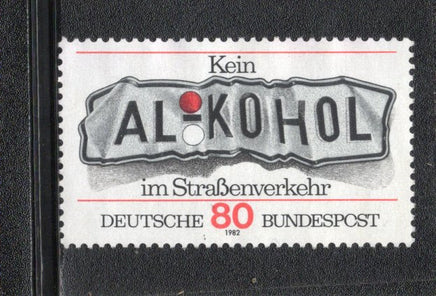 Kein
AL-KOHOL
im Straßenverkehr
DEUTSCHE 80 BUNDESPOST
1982